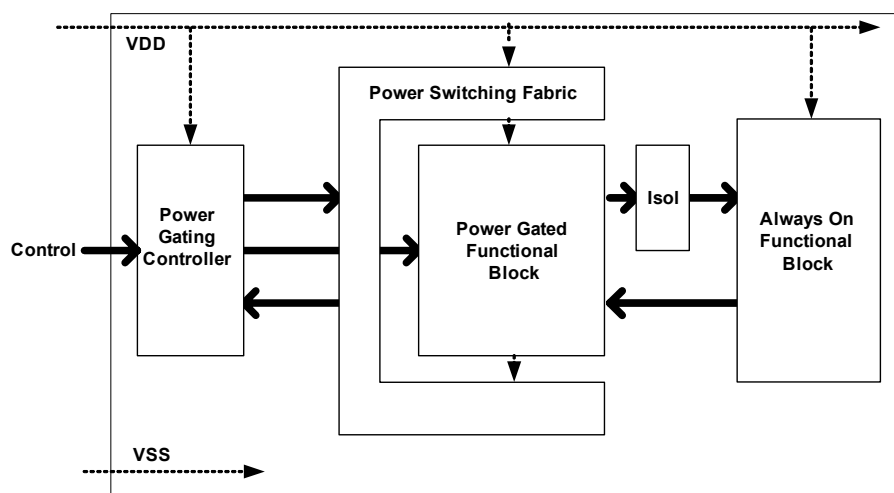 VDD
Power Switching Fabric
Power
Gating
Controller
Control
Power Gated
Functional
Block
Isol
Always On
Functional
Block
VSS